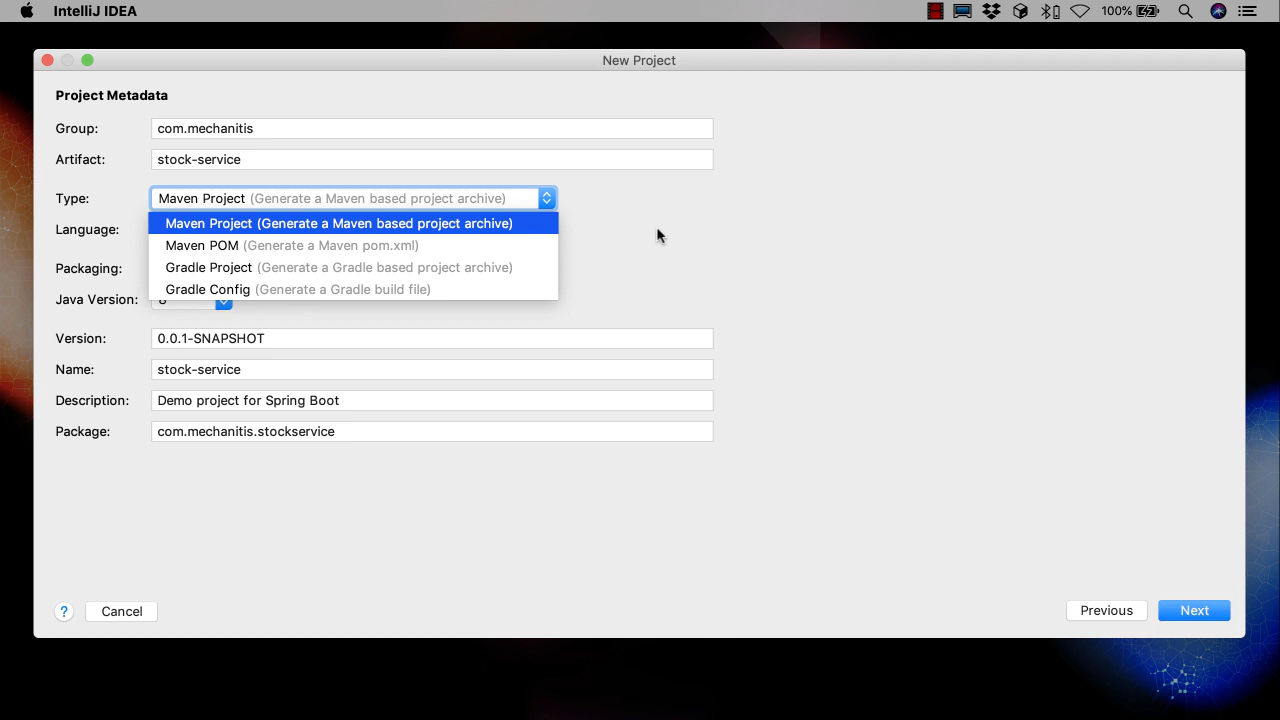 IntelliJ IDEA
100%
New Project
Project Metadata
Group: com.mechanitis
Artifact: stock-service
Type: Maven Project (Generate a Maven based project archive)
Maven Project (Generate a Maven based project archive)
Language:
Maven POM (Generate a Maven pom.xml)
Packaging: Gradle Project (Generate a Gradle based project archive)
Gradle Config (Generate a Gradle build file)
Java Version:
Version: 0.0.1-SNAPSHOT
Name: stock-service
Description: Demo project for Spring Boot
Package: com.mechanitis.stockservice
? Cancel Previous Next